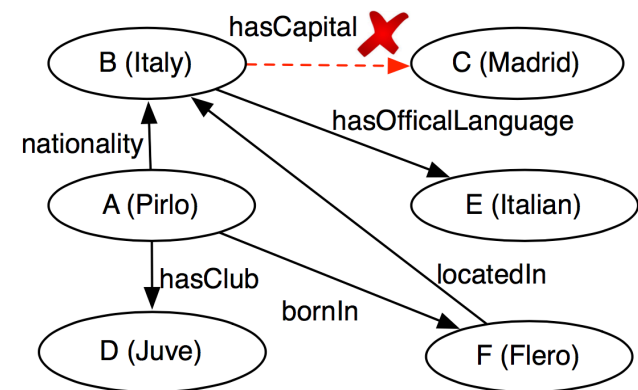 hasCapital
B (Italy)
C (Madrid)
hasOfficalLanguage
nationality
A (Pirlo)
E (Italian)
hasClub
locatedIn
bornIn
D (Juve)
F (Flero)